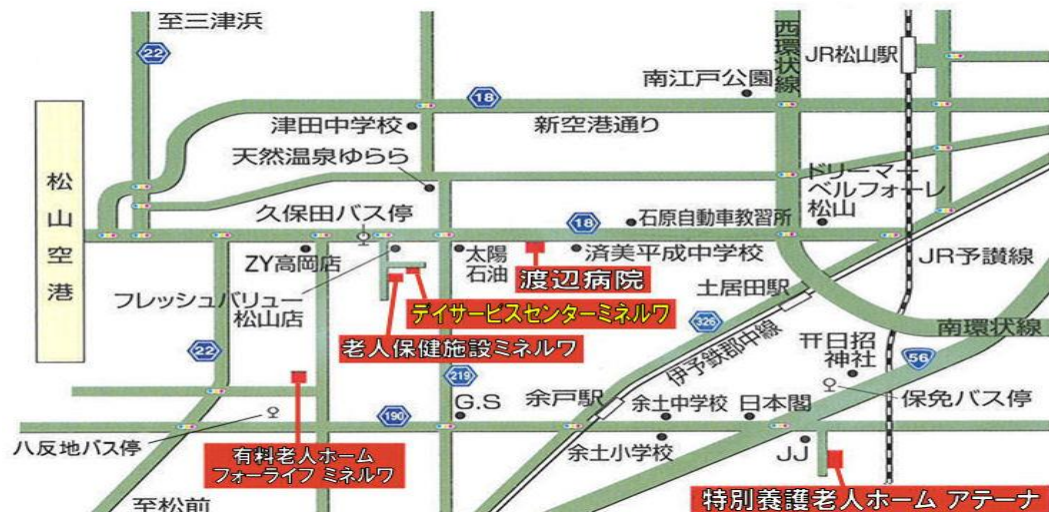 至三津浜
22
西環状線
JR松山駅
南江戸公園
18
津田中学校
新空港通り
天然温泉ゆらら
ドリーマー
ベルフォーレ
松山
松山空港
久保田バス停
18
石原自動車教習所
ZY高岡店
太陽
石油
済美平成中学校
渡辺病院
JR予讃線
フレッシュバリュー
松山店
デイサービスセンターミネルワ
土居田駅
老人保健施設ミネルワ
326
伊予鉄郡中線
南環状線
22
日招
神社
56
219
G.S
余戸駅
余土中学校
日本閣
保免バス停
190
八反地バス停
有料老人ホーム
フォーライフ ミネルワ
余土小学校
JJ
至松前
特別養護老人ホーム アテーナ